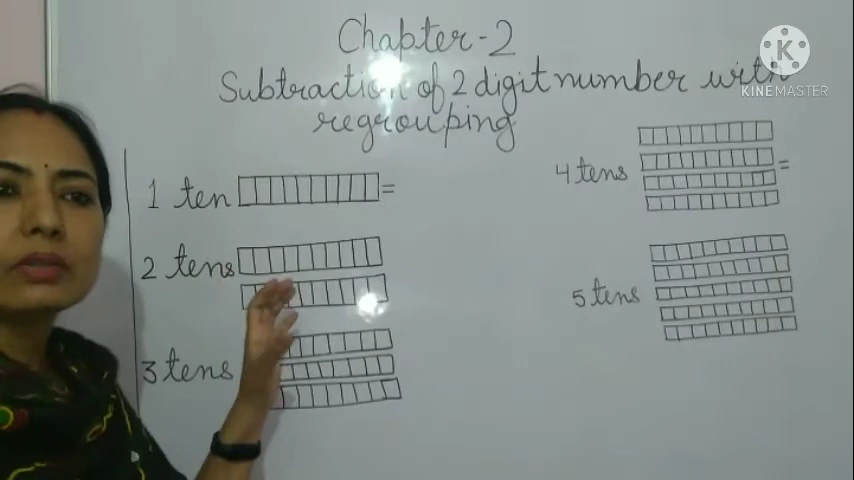 Chapter-2
Subtraction of 2 digit number with
regrouping
1 ten =
2 tens
3 tens
4 tens =
5 tens
K
KINEMASTER